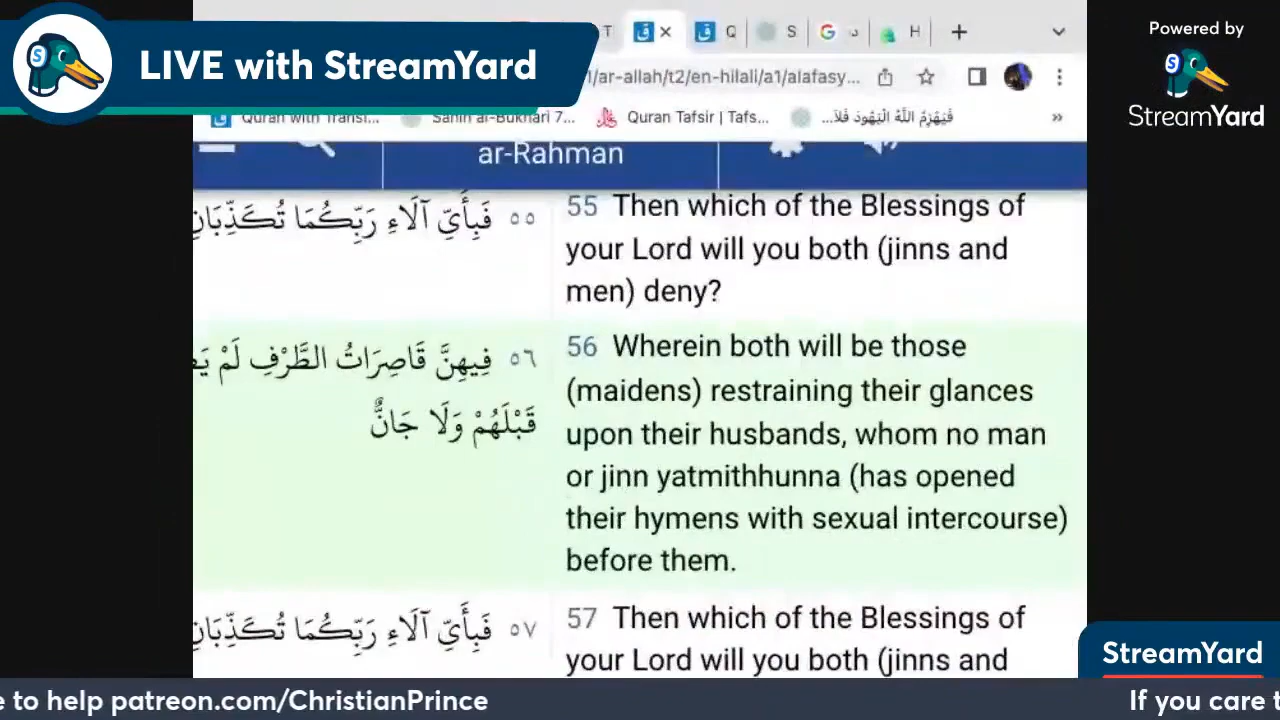 LIVE with StreamYard
Powered by
StreamYard
T
ق
ق Q
S
G
د
H
1/ar-allah/t2/en-hilali/a1/alafasy...
Quran with Transl...
Sahih al-Bukhari 7...
Quran Tafsir | Tafs...
فَيَهْزِمُ اللَّهُ الْيَهُودَ فَلَا...
»
ar-Rahman
٥٥ فَبِأَيِّ آلَاءِ رَبِّكُمَا تُكَذِّبَانِ
55 Then which of the Blessings of
your Lord will you both (jinns and
men) deny?
٥٦ فِيهِنَّ قَاصِرَاتُ الطَّرْفِ لَمْ
قَبْلَهُمْ وَلَا جَانٌّ
56 Wherein both will be those
(maidens) restraining their glances
upon their husbands, whom no man
or jinn yatmithhunna (has opened
their hymens with sexual intercourse)
before them.
٥٧ فَبِأَيِّ آلَاءِ رَبِّكُمَا تُكَذِّبَانِ
57 Then which of the Blessings of
your Lord will you both (jinns and
StreamYard
e to help patreon.com/ChristianPrince
If you care t